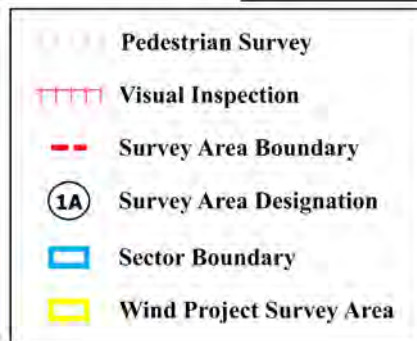 Pedestrian Survey
Visual Inspection
Survey Area Boundary
1A Survey Area Designation
Sector Boundary
Wind Project Survey Area